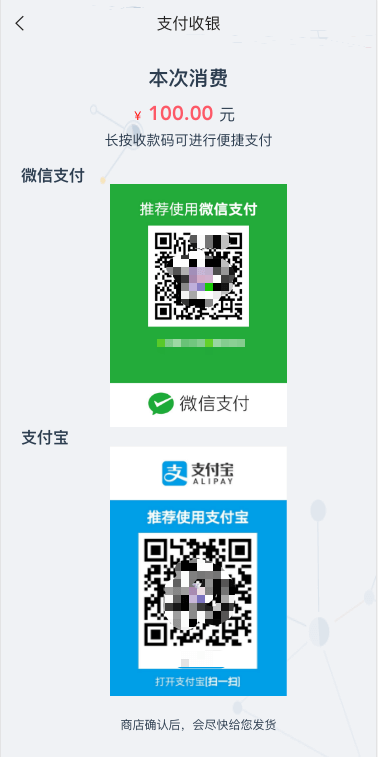 支付收银
本次消费
¥ 100.00 元
长按收款码可进行便捷支付
微信支付
推荐使用微信支付
微信支付
支付宝
支付宝
ALIPAY
推荐使用支付宝
打开支付宝[扫一扫]
商店确认后，会尽快给您发货